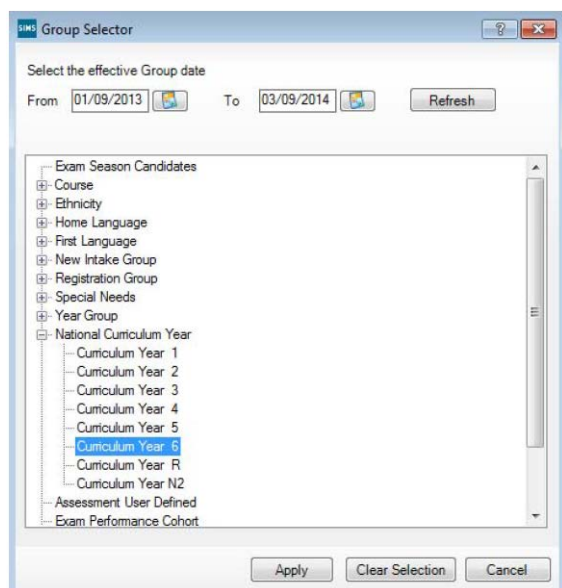 SIMS Group Selector
Select the effective Group date
From 01/09/2013 To 03/09/2014 Refresh
Exam Season Candidates
Course
Ethnicity
Home Language
First Language
New Intake Group
Registration Group
Special Needs
Year Group
National Curriculum Year
Curriculum Year 1
Curriculum Year 2
Curriculum Year 3
Curriculum Year 4
Curriculum Year 5
Curriculum Year 6
Curriculum Year R
Curriculum Year N2
Assessment User Defined
Exam Performance Cohort
Apply Clear Selection Cancel